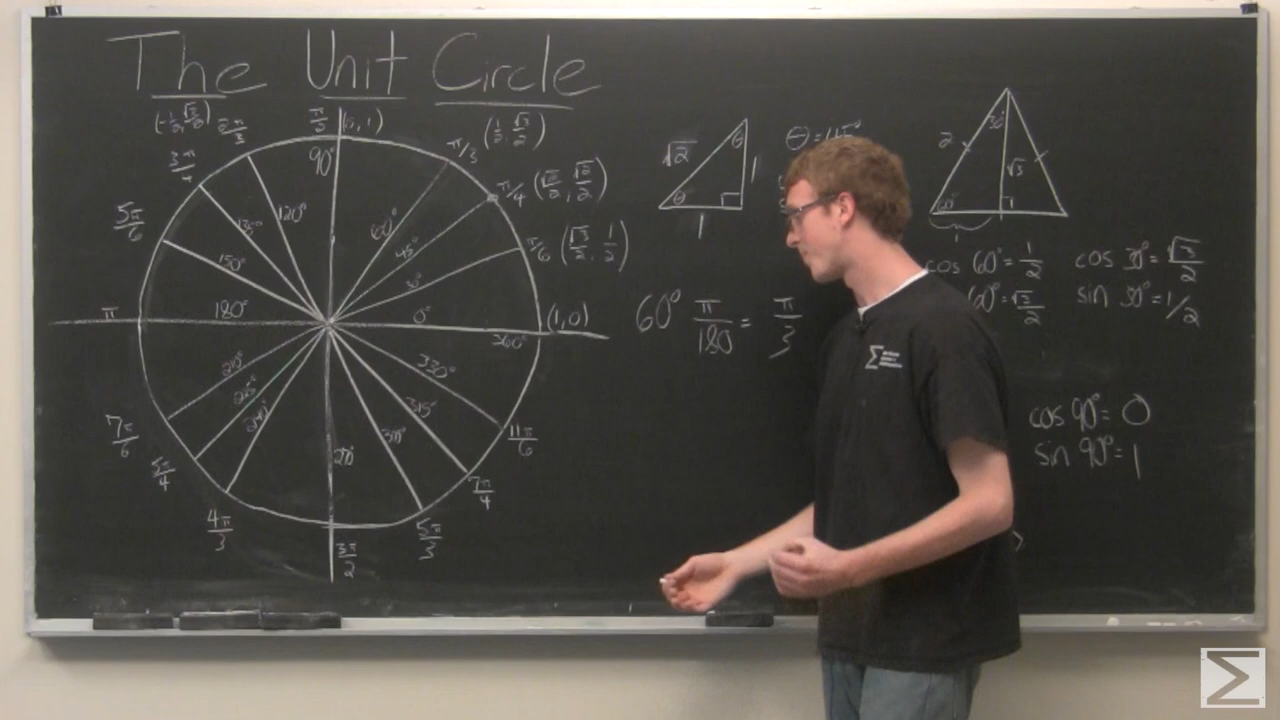 The Unit Circle
(-1/2, √3/2) 2π/3
π/2 (0,1)
π/3 (1/2, √3/2)
3π/4
π/4 (√2/2, √2/2)
5π/6
π/6 (√3/2, 1/2)
90°
120°
60°
135°
45°
150°
30°
π 180°
0° (1,0)
360°
210°
330°
225°
315°
240°
300°
270°
7π/6
11π/6
5π/4
7π/4
4π/3
5π/3
3π/2
√2 θ 1
θ
1
θ = 45°
2 30° √3
60°
1
60° π/180 = π/3
cos 60° = 1/2
60° = √3/2
cos 30° = √3/2
sin 30° = 1/2
cos 90° = 0
sin 90° = 1
Σ
Σ